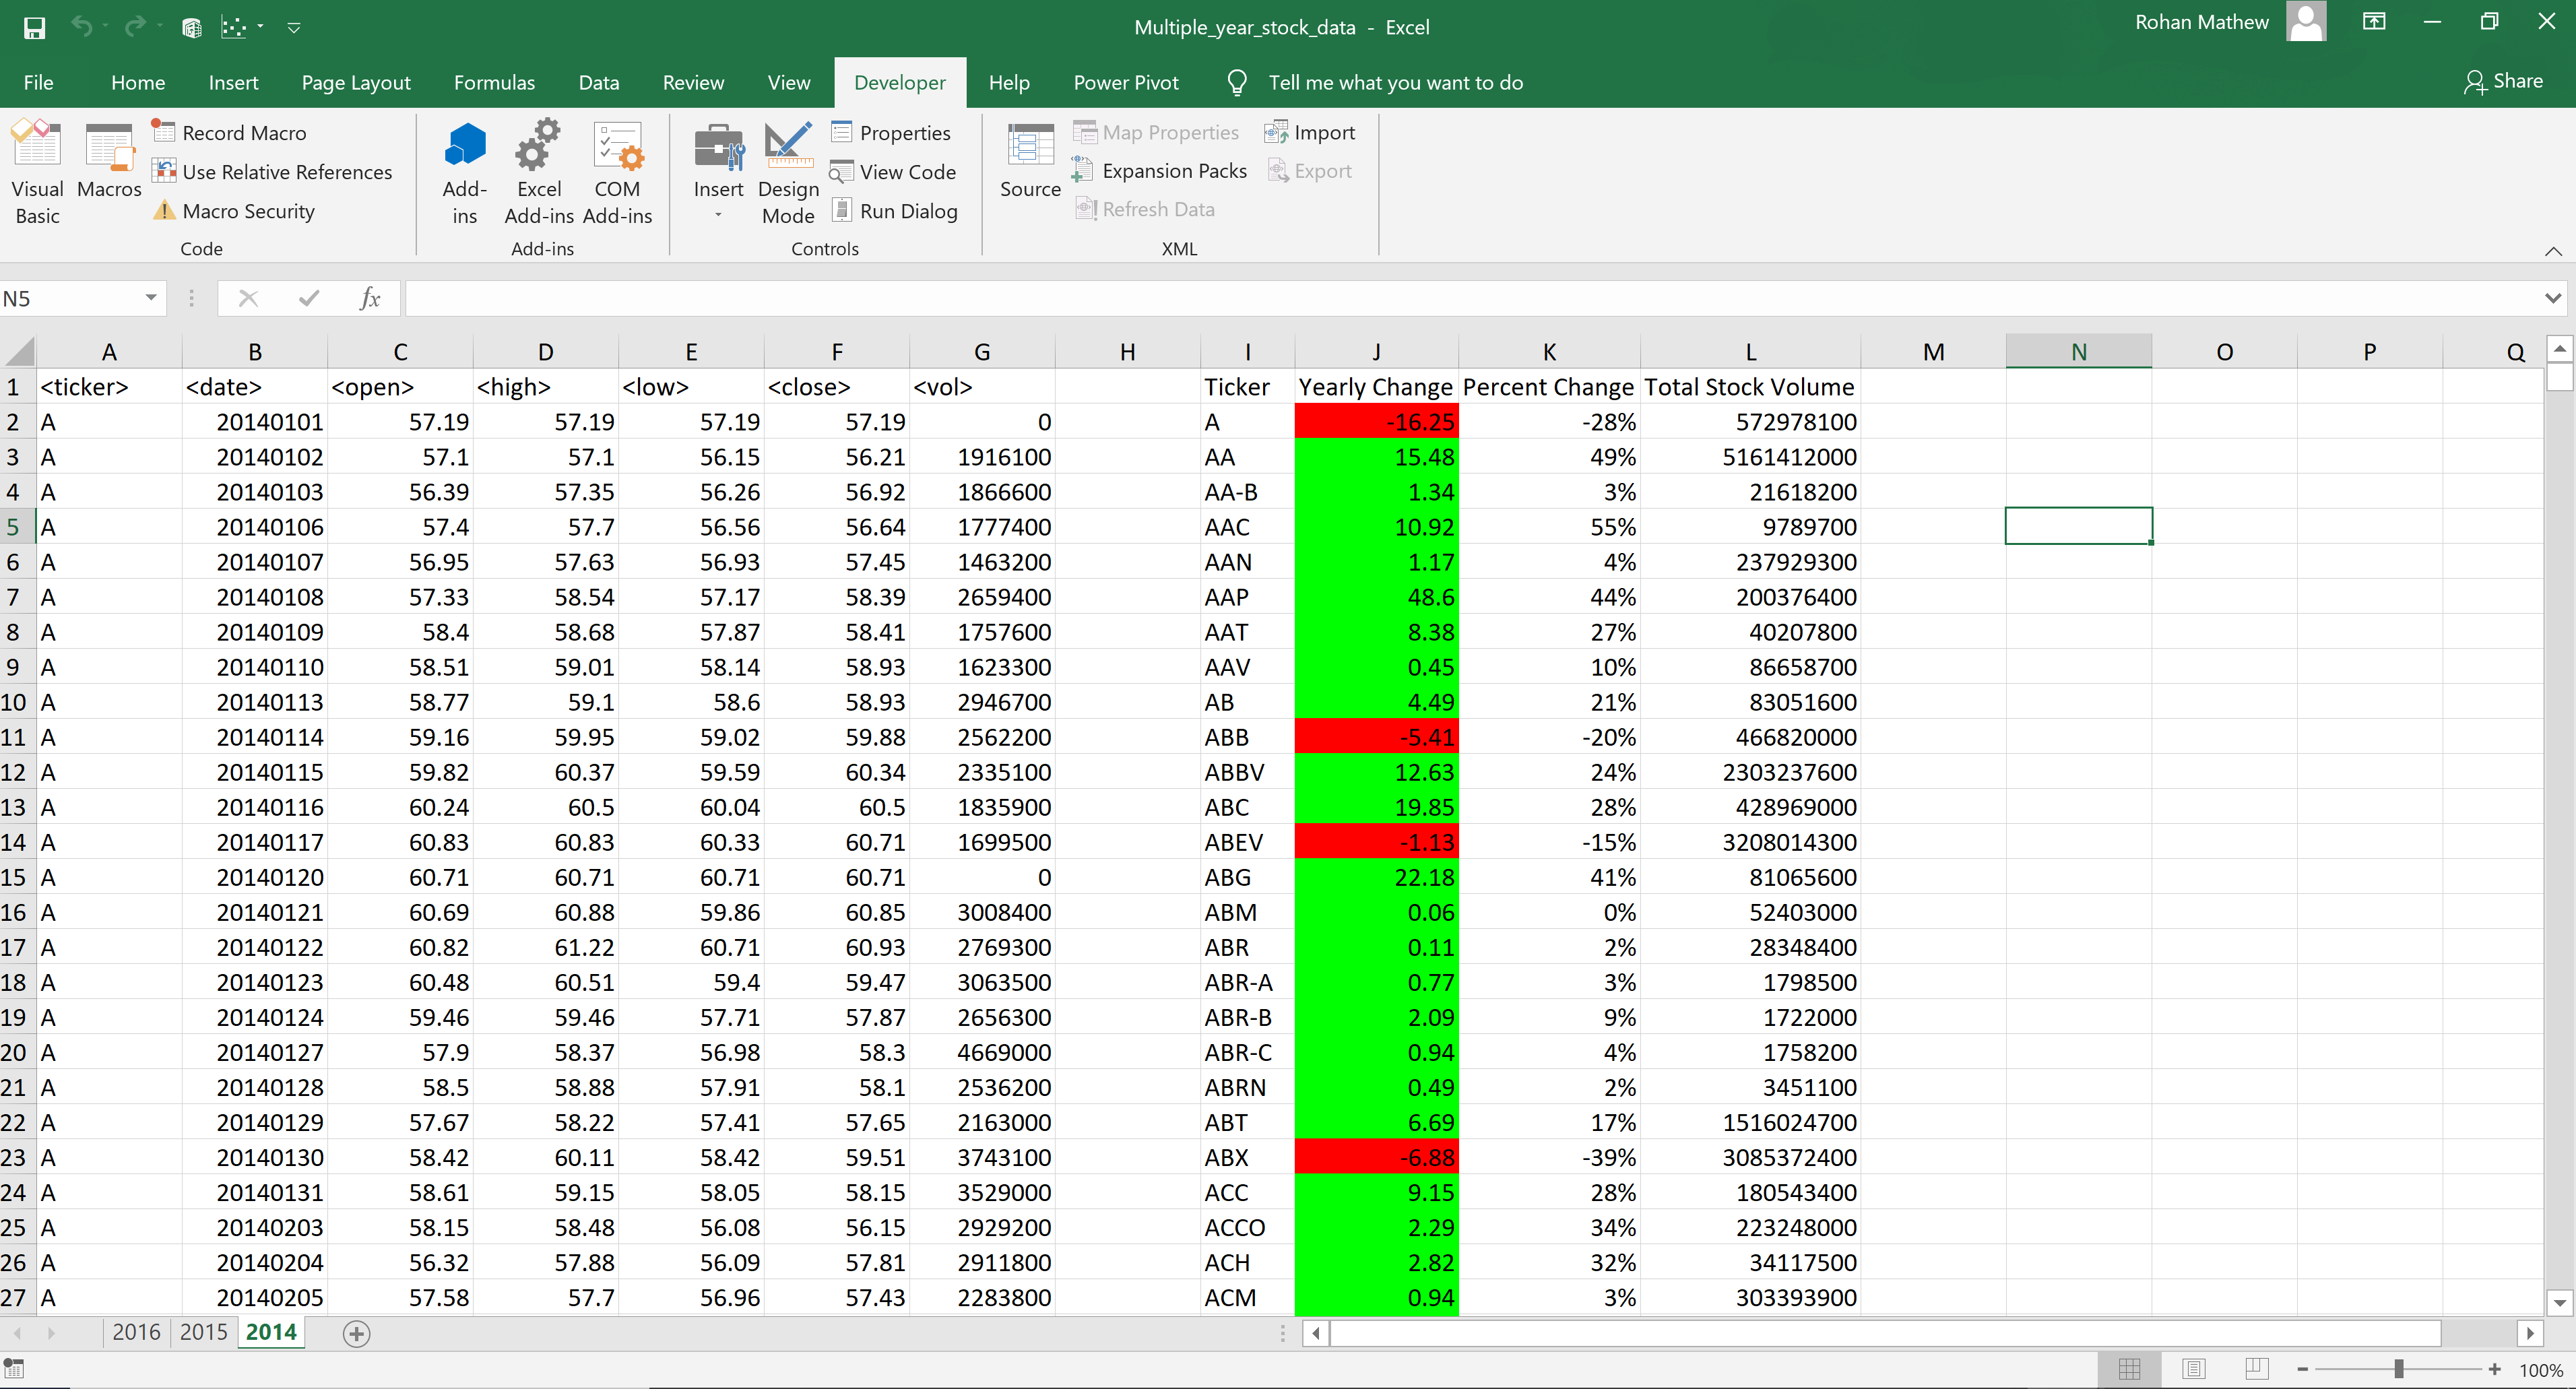 Multiple_year_stock_data - Excel
Rohan Mathew
File Home Insert Page Layout Formulas Data Review View Developer Help Power Pivot Tell me what you want to do Share
Visual Basic
Macros
Record Macro
Use Relative References
Macro Security
Code
Add-ins
Excel Add-ins
COM Add-ins
Add-ins
Insert
Design Mode
Properties
View Code
Run Dialog
Controls
Source
Map Properties
Expansion Packs
Refresh Data
Import
Export
XML
N5 fx
A B C D E F G H I J K L M N O P Q
1 <ticker> <date> <open> <high> <low> <close> <vol> Ticker Yearly Change Percent Change Total Stock Volume
2 A 20140101 57.19 57.19 57.19 57.19 0 A -16.25 -28% 572978100
3 A 20140102 57.1 57.1 56.15 56.21 1916100 AA 15.48 49% 5161412000
4 A 20140103 56.39 57.35 56.26 56.92 1866600 AA-B 1.34 3% 21618200
5 A 20140106 57.4 57.7 56.56 56.64 1777400 AAC 10.92 55% 9789700
6 A 20140107 56.95 57.63 56.93 57.45 1463200 AAN 1.17 4% 237929300
7 A 20140108 57.33 58.54 57.17 58.39 2659400 AAP 48.6 44% 200376400
8 A 20140109 58.4 58.68 57.87 58.41 1757600 AAT 8.38 27% 40207800
9 A 20140110 58.51 59.01 58.14 58.93 1623300 AAV 0.45 10% 86658700
10 A 20140113 58.77 59.1 58.6 58.93 2946700 AB 4.49 21% 83051600
11 A 20140114 59.16 59.95 59.02 59.88 2562200 ABB -5.41 -20% 466820000
12 A 20140115 59.82 60.37 59.59 60.34 2335100 ABBV 12.63 24% 2303237600
13 A 20140116 60.24 60.5 60.04 60.5 1835900 ABC 19.85 28% 428969000
14 A 20140117 60.83 60.83 60.33 60.71 1699500 ABEV -1.13 -15% 3208014300
15 A 20140120 60.71 60.71 60.71 60.71 0 ABG 22.18 41% 81065600
16 A 20140121 60.69 60.88 59.86 60.85 3008400 ABM 0.06 0% 52403000
17 A 20140122 60.82 61.22 60.71 60.93 2769300 ABR 0.11 2% 28348400
18 A 20140123 60.48 60.51 59.4 59.47 3063500 ABR-A 0.77 3% 1798500
19 A 20140124 59.46 59.46 57.71 57.87 2656300 ABR-B 2.09 9% 1722000
20 A 20140127 57.9 58.37 56.98 58.3 4669000 ABR-C 0.94 4% 1758200
21 A 20140128 58.5 58.88 57.91 58.1 2536200 ABRN 0.49 2% 3451100
22 A 20140129 57.67 58.22 57.41 57.65 2163000 ABT 6.69 17% 1516024700
23 A 20140130 58.42 60.11 58.42 59.51 3743100 ABX -6.88 -39% 3085372400
24 A 20140131 58.61 59.15 58.05 58.15 3529000 ACC 9.15 28% 180543400
25 A 20140203 58.15 58.48 56.08 56.15 2929200 ACCO 2.29 34% 223248000
26 A 20140204 56.32 57.88 56.09 57.81 2911800 ACH 2.82 32% 34117500
27 A 20140205 57.58 57.7 56.96 57.43 2283800 ACM 0.94 3% 303393900
2016 2015 2014
100%